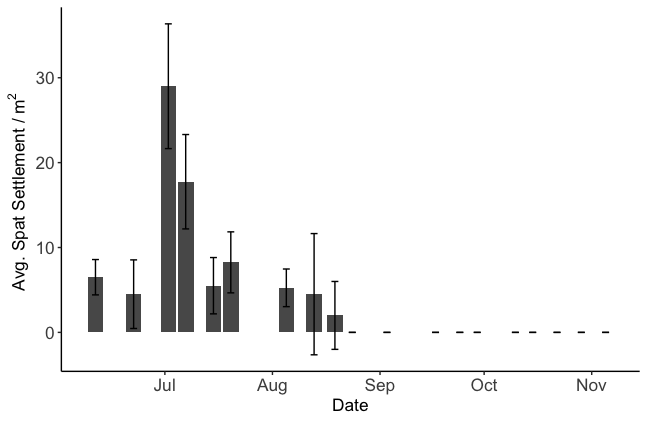 Avg. Spat Settlement / m²
30
20
10
0
Jul Aug Sep Oct Nov
Date